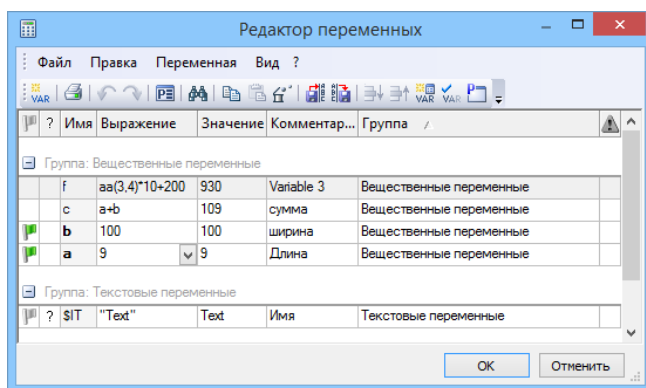 Редактор переменных
Файл Правка Переменная Вид ?
VAR PE VAR VAR P
? Имя Выражение Значение Комментар... Группа
Группа: Вещественные переменные
f aa(3,4)*10+200 930 Variable 3 Вещественные переменные
c a+b 109 сумма Вещественные переменные
b 100 100 ширина Вещественные переменные
a 9 9 Длина Вещественные переменные
Группа: Текстовые переменные
? $IT "Text" Text Имя Текстовые переменные
OK Отменить